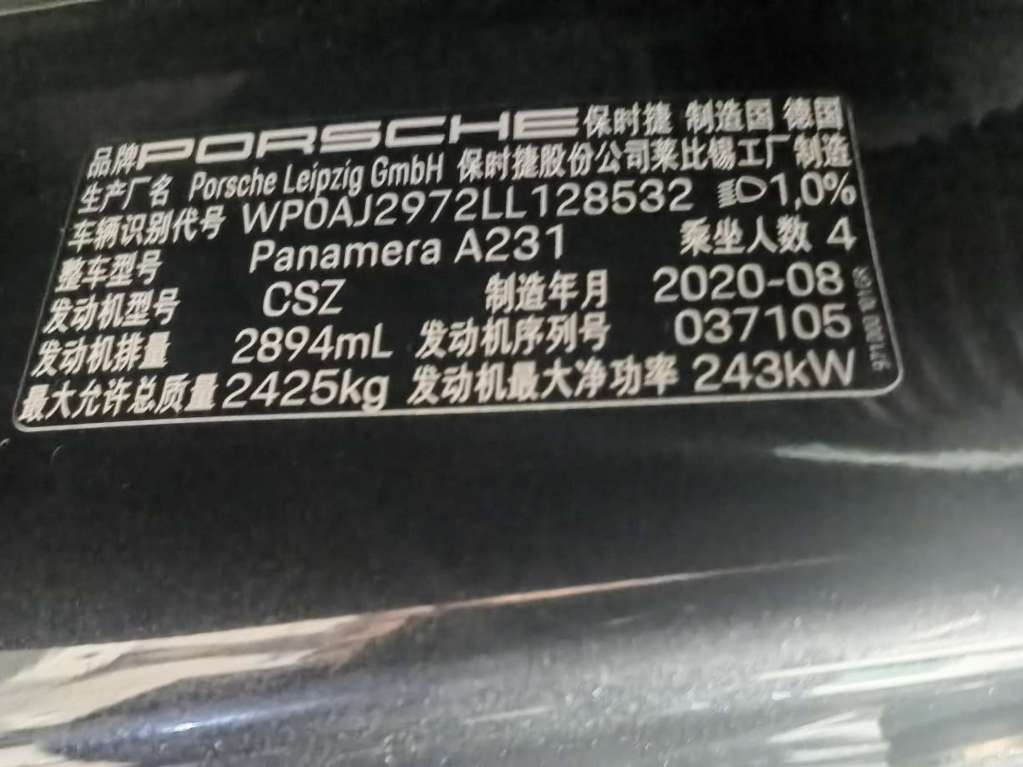 品牌 PORSCHE 保时捷 制造国 德国
生产厂名 Porsche Leipzig GmbH 保时捷股份公司莱比锡工厂制造
车辆识别代号 WP0AJ2972LL128532 1,0%
整车型号 Panamera A231 乘坐人数 4
发动机型号 CSZ 制造年月 2020-08
发动机排量 2894mL 发动机序列号 037105
最大允许总质量 2425kg 发动机最大净功率 243kW